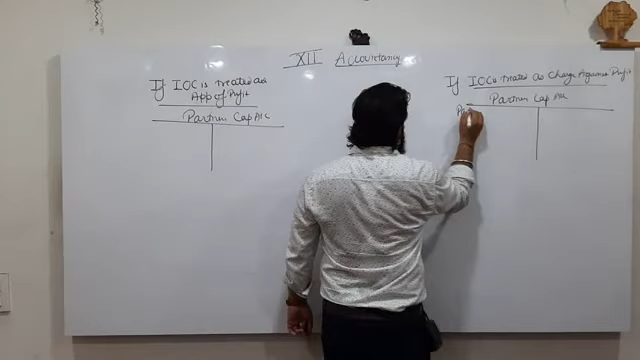 XII Accountancy
If IOC is treated as
App of Profit
Partner Cap A/C
If IOC is treated as Charge Against Profit
Partner Cap A/c